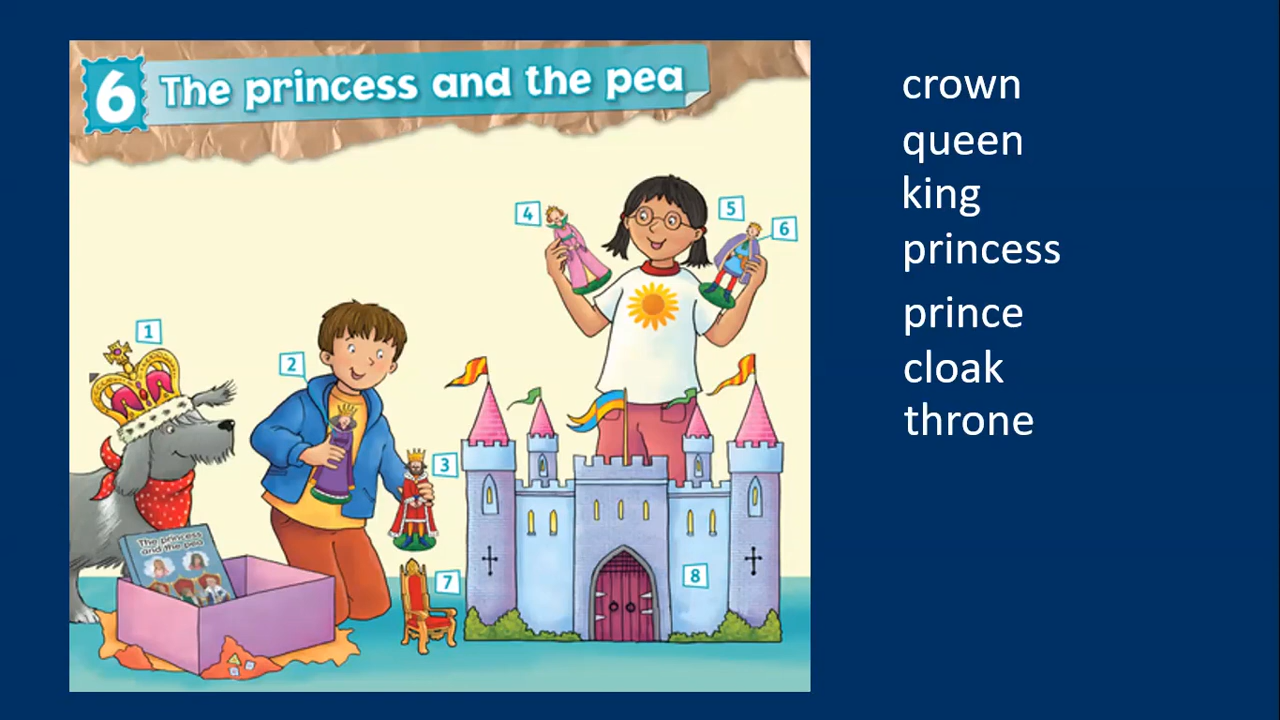 6 The princess and the pea
crown
queen
king
princess
prince
cloak
throne
4
5
6
1
2
3
7
8
The princess
and the pea